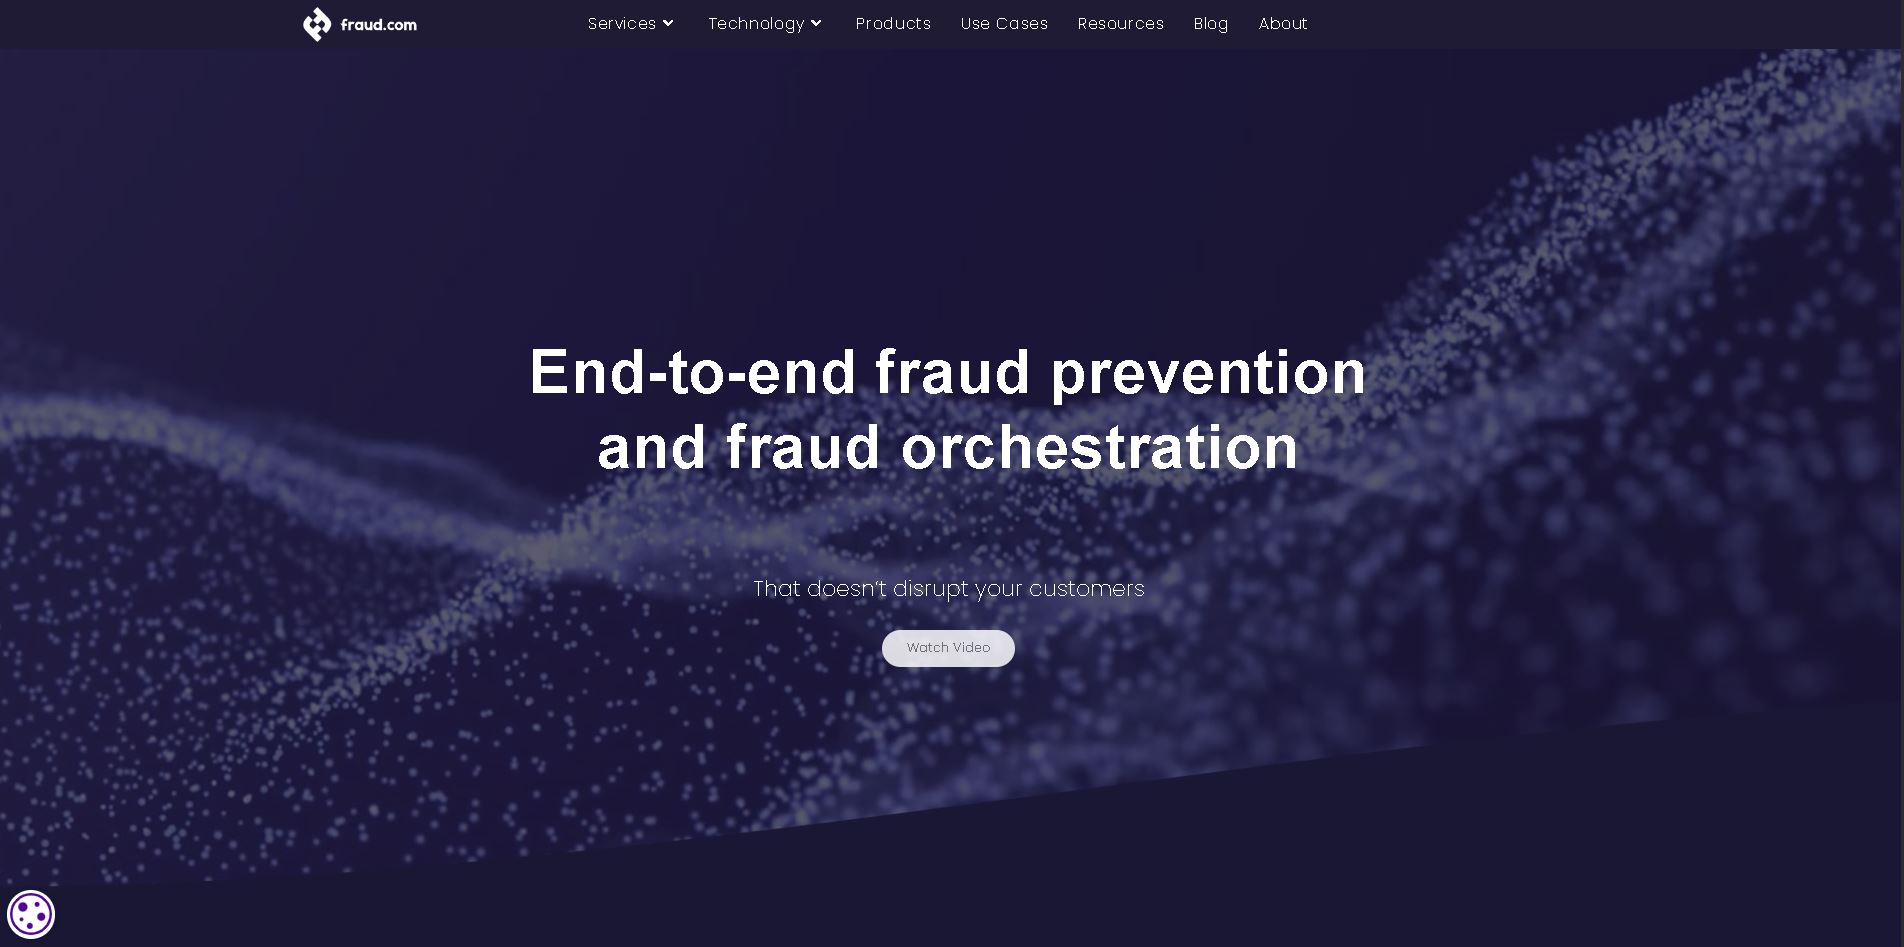 fraud.com
Services
Technology
Products
Use Cases
Resources
Blog
About
End-to-end fraud prevention
and fraud orchestration
That doesn't disrupt your customers
Watch Video